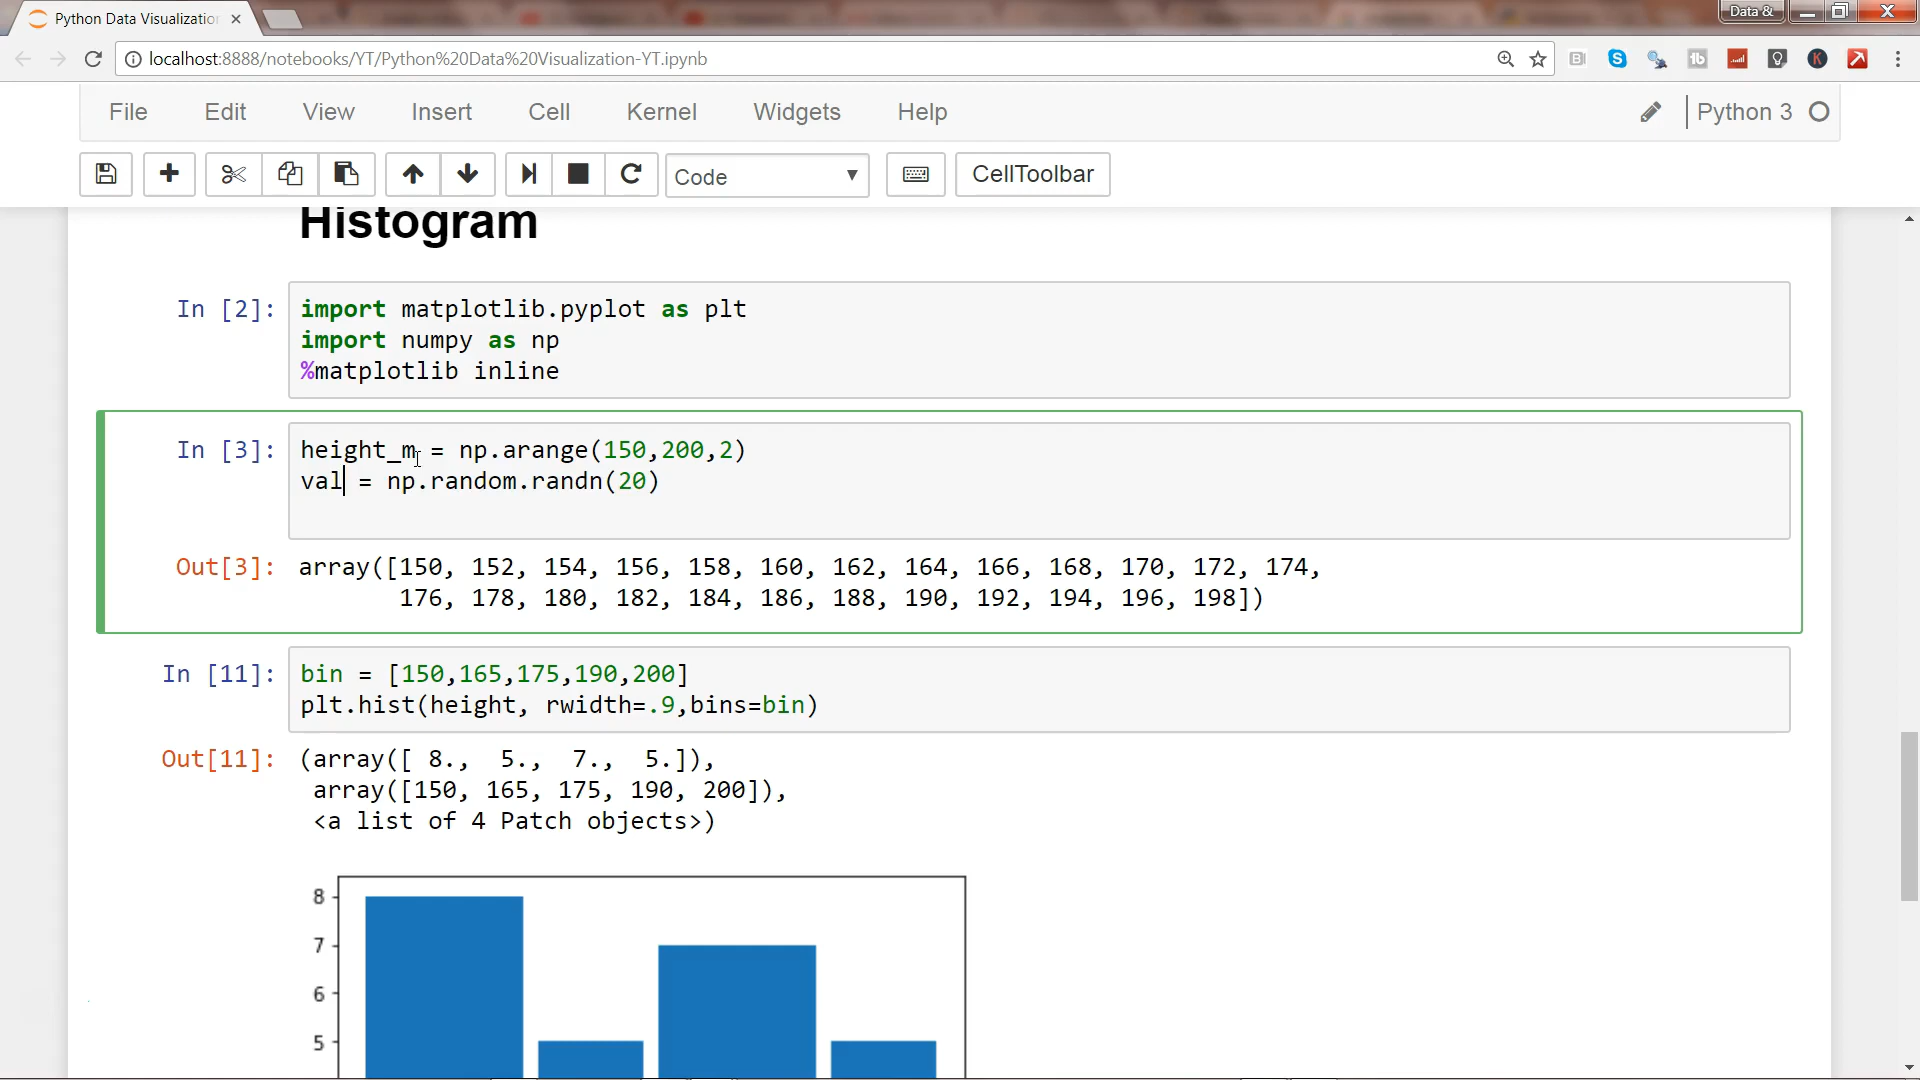 Python Data Visualization
Data &
localhost:8888/notebooks/YT/Python%20Data%20Visualization-YT.ipynb
File Edit View Insert Cell Kernel Widgets Help Python 3
Code CellToolbar
Histogram
In [2]: import matplotlib.pyplot as plt
import numpy as np
%matplotlib inline
In [3]: height_m = np.arange(150,200,2)
val = np.random.randn(20)
Out[3]: array([150, 152, 154, 156, 158, 160, 162, 164, 166, 168, 170, 172, 174,
176, 178, 180, 182, 184, 186, 188, 190, 192, 194, 196, 198])
In [11]: bin = [150,165,175,190,200]
plt.hist(height, rwidth=.9,bins=bin)
Out[11]: (array([ 8., 5., 7., 5.]),
array([150, 165, 175, 190, 200]),
<a list of 4 Patch objects>)
8
7
6
5